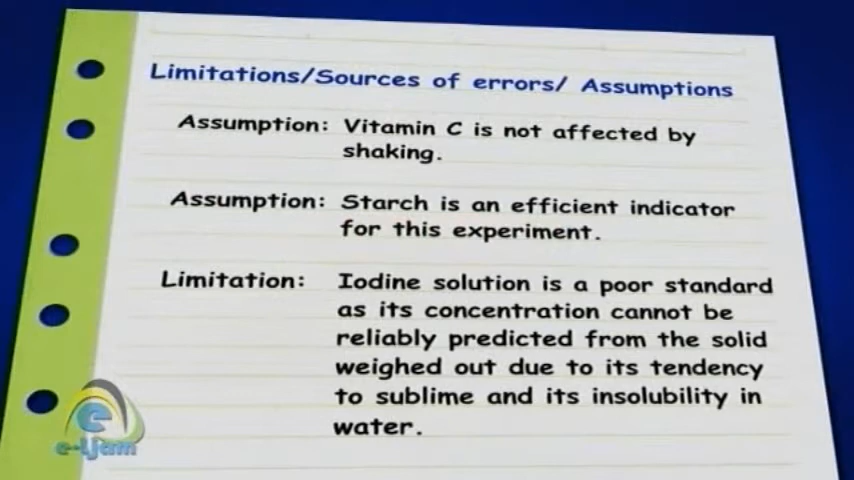 Limitations/Sources of errors/ Assumptions
Assumption: Vitamin C is not affected by
shaking.
Assumption: Starch is an efficient indicator
for this experiment.
Limitation: Iodine solution is a poor standard
as its concentration cannot be
reliably predicted from the solid
weighed out due to its tendency
to sublime and its insolubility in
water.
e
e-Ljam